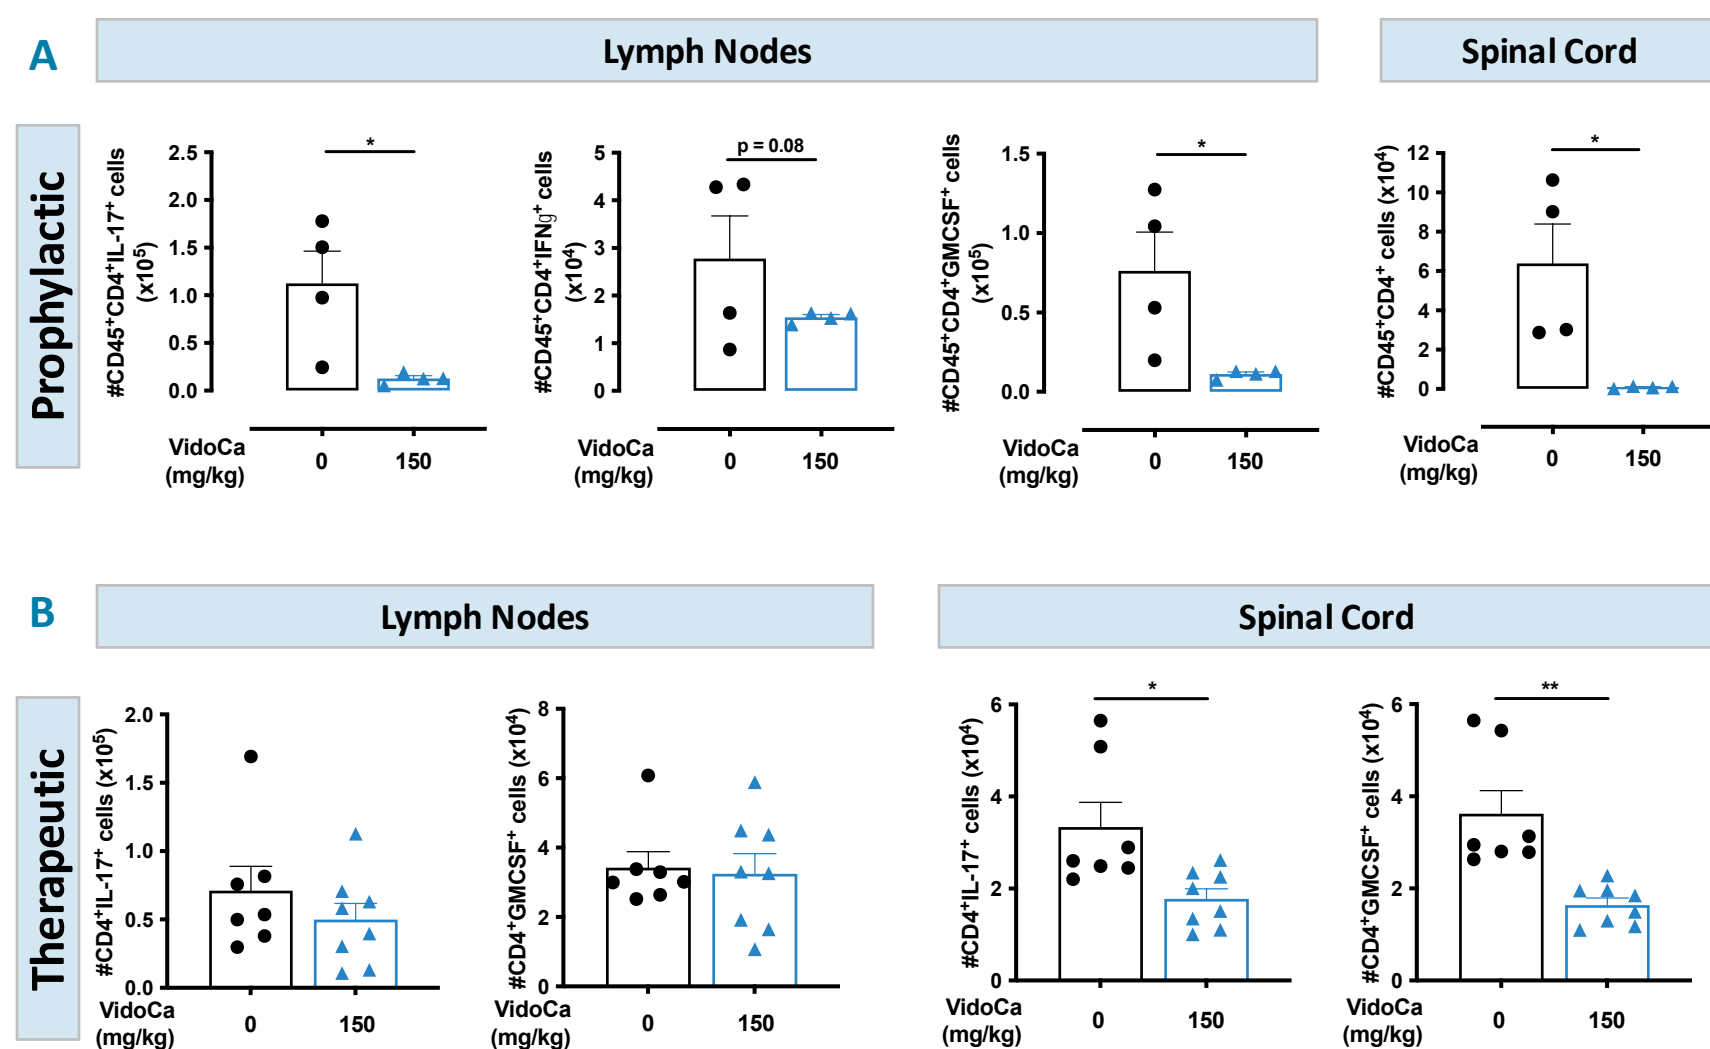 A
Lymph Nodes
Spinal Cord
Prophylactic
#CD45⁺CD4⁺IL-17⁺ cells
(x10⁵)
2.5
2.0
1.5
1.0
0.5
0.0
*
VidoCa
(mg/kg)
0
150
#CD45⁺CD4⁺IFNg⁺ cells
(x10⁴)
5
4
3
2
1
0
p = 0.08
VidoCa
(mg/kg)
0
150
#CD45⁺CD4⁺GMCSF⁺ cells
(x10⁵)
1.5
1.0
0.5
0.0
*
VidoCa
(mg/kg)
0
150
#CD45⁺CD4⁺ cells (x10⁴)
12
10
8
6
4
2
0
*
VidoCa
(mg/kg)
0
150
B
Lymph Nodes
Spinal Cord
Therapeutic
#CD4⁺IL-17⁺ cells (x10⁵)
2.0
1.5
1.0
0.5
0.0
VidoCa
(mg/kg)
0
150
#CD4⁺GMCSF⁺ cells (x10⁴)
8
6
4
2
0
VidoCa
(mg/kg)
0
150
#CD4⁺IL-17⁺ cells (x10⁴)
6
4
2
0
*
VidoCa
(mg/kg)
0
150
#CD4⁺GMCSF⁺ cells (x10⁴)
6
4
2
0
**
VidoCa
(mg/kg)
0
150